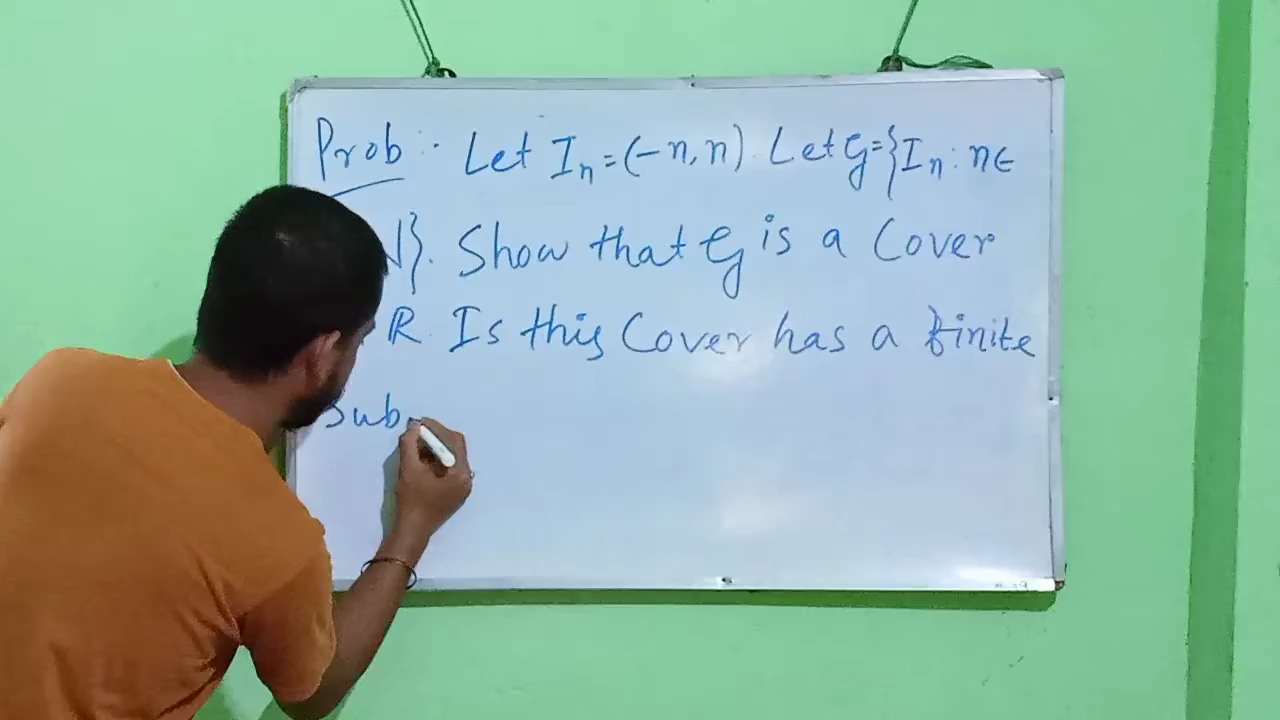 Prob :- Let Iₙ = (-n, n). Let G = {Iₙ : n ∈
}. Show that G is a Cover
R. Is this Cover has a finite
Sub